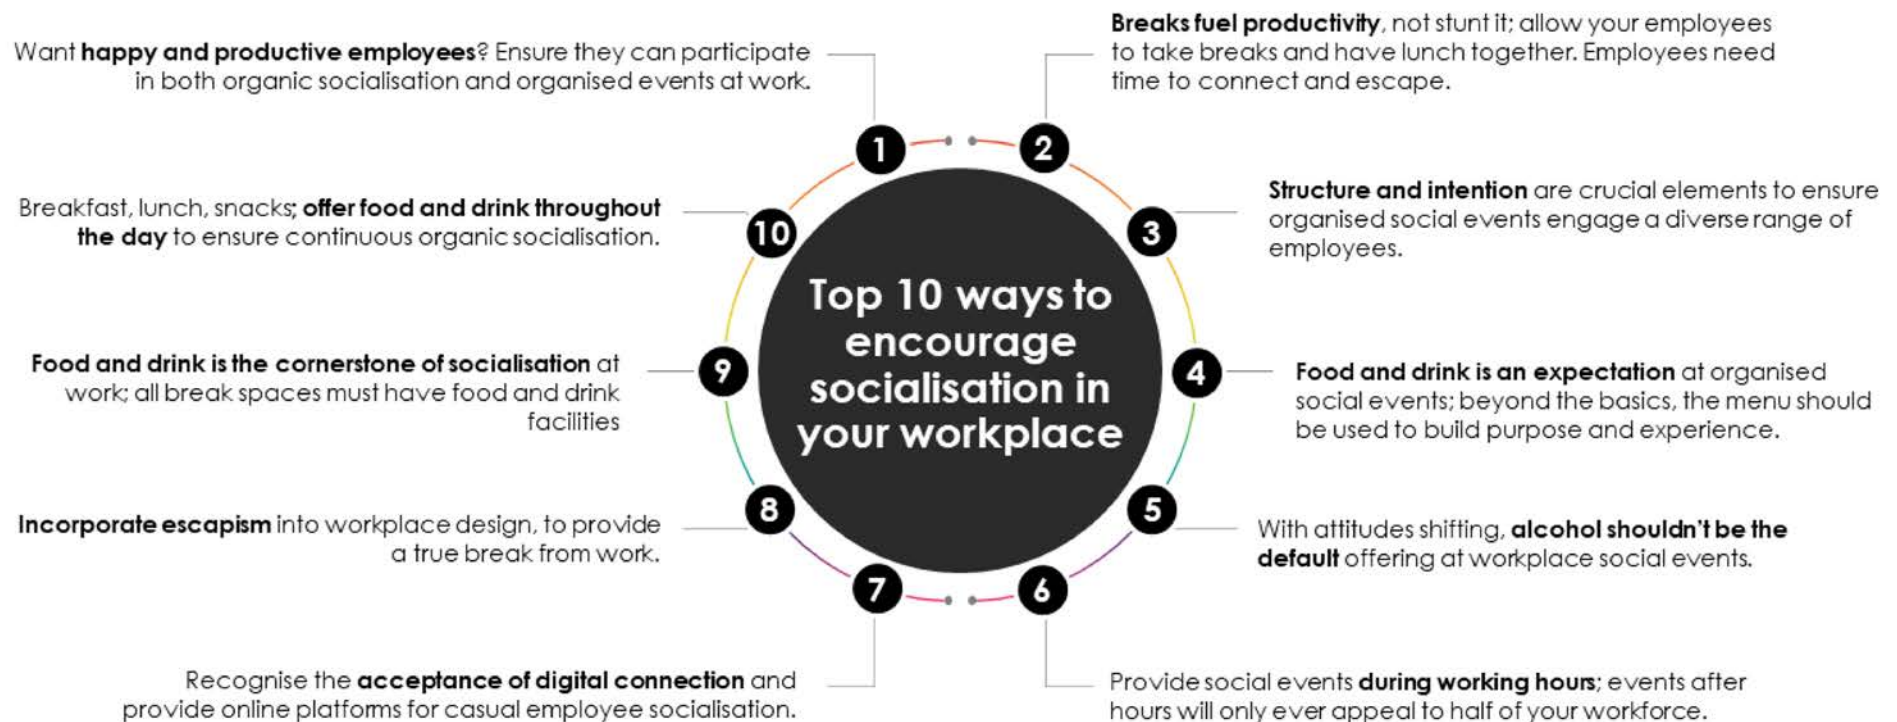 Top 10 ways to
encourage
socialisation in
your workplace
1
Want happy and productive employees? Ensure they can participate
in both organic socialisation and organised events at work.
2
Breaks fuel productivity, not stunt it; allow your employees
to take breaks and have lunch together. Employees need
time to connect and escape.
3
Structure and intention are crucial elements to ensure
organised social events engage a diverse range of
employees.
4
Food and drink is an expectation at organised
social events; beyond the basics, the menu should
be used to build purpose and experience.
5
With attitudes shifting, alcohol shouldn't be the
default offering at workplace social events.
6
Provide social events during working hours; events after
hours will only ever appeal to half of your workforce.
7
Recognise the acceptance of digital connection and
provide online platforms for casual employee socialisation.
8
Incorporate escapism into workplace design, to provide
a true break from work.
9
Food and drink is the cornerstone of socialisation at
work; all break spaces must have food and drink
facilities
10
Breakfast, lunch, snacks; offer food and drink throughout
the day to ensure continuous organic socialisation.